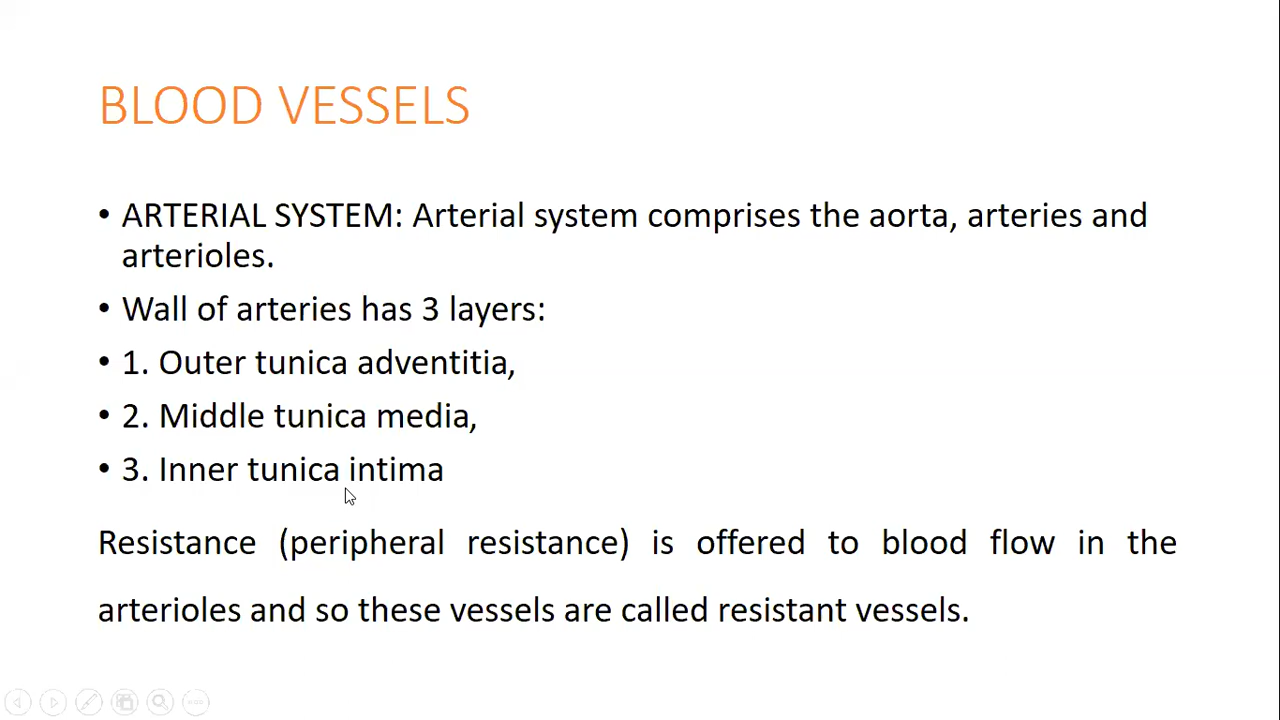 BLOOD VESSELS
• ARTERIAL SYSTEM: Arterial system comprises the aorta, arteries and
arterioles.
• Wall of arteries has 3 layers:
• 1. Outer tunica adventitia,
• 2. Middle tunica media,
• 3. Inner tunica intima
Resistance (peripheral resistance) is offered to blood flow in the
arterioles and so these vessels are called resistant vessels.